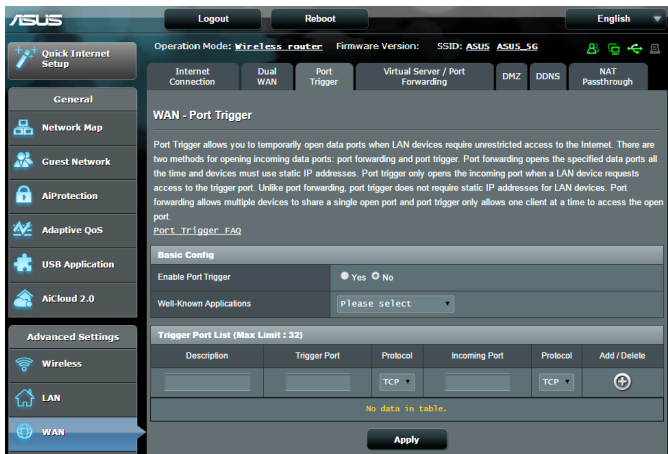 ASUS
Logout
Reboot
English
Quick Internet
Setup
Operation Mode: Wireless router Firmware Version: SSID: ASUS ASUS_5G
Internet
Connection
Dual
WAN
Port
Trigger
Virtual Server / Port
Forwarding
DMZ
DDNS
NAT
Passthrough
General
Network Map
Guest Network
AiProtection
Adaptive QoS
USB Application
AiCloud 2.0
Advanced Settings
Wireless
LAN
WAN
WAN - Port Trigger
Port Trigger allows you to temporarily open data ports when LAN devices require unrestricted access to the Internet. There are
two methods for opening incoming data ports: port forwarding and port trigger. Port forwarding opens the specified data ports all
the time and devices must use static IP addresses. Port trigger only opens the incoming port when a LAN device requests
access to the trigger port. Unlike port forwarding, port trigger does not require static IP addresses for LAN devices. Port
forwarding allows multiple devices to share a single open port and port trigger only allows one client at a time to access the open
port.
Port Trigger FAQ
Basic Config
Enable Port Trigger Yes No
Well-Known Applications Please select
Trigger Port List (Max Limit : 32)
Description Trigger Port Protocol Incoming Port Protocol Add / Delete
TCP TCP
No data in table.
Apply